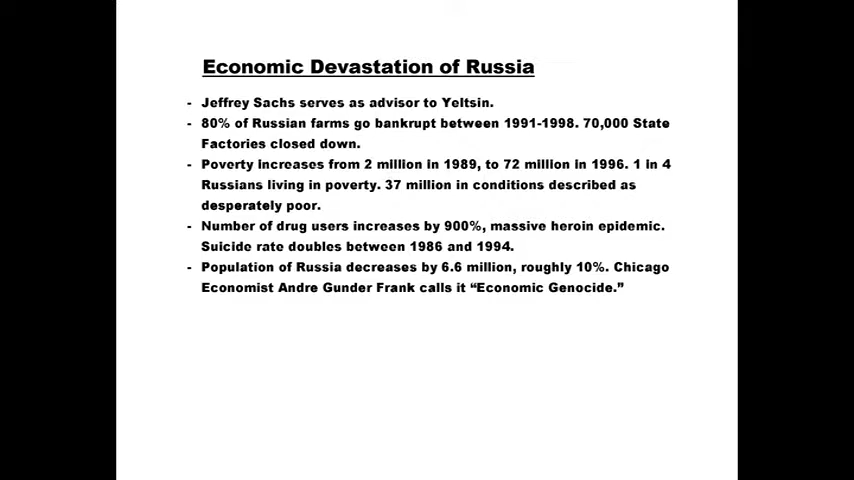 Economic Devastation of Russia
- Jeffrey Sachs serves as advisor to Yeltsin.
- 80% of Russian farms go bankrupt between 1991-1998. 70,000 State
Factories closed down.
- Poverty increases from 2 million in 1989, to 72 million in 1996. 1 in 4
Russians living in poverty. 37 million in conditions described as
desperately poor.
- Number of drug users increases by 900%, massive heroin epidemic.
Suicide rate doubles between 1986 and 1994.
- Population of Russia decreases by 6.6 million, roughly 10%. Chicago
Economist Andre Gunder Frank calls it “Economic Genocide.”